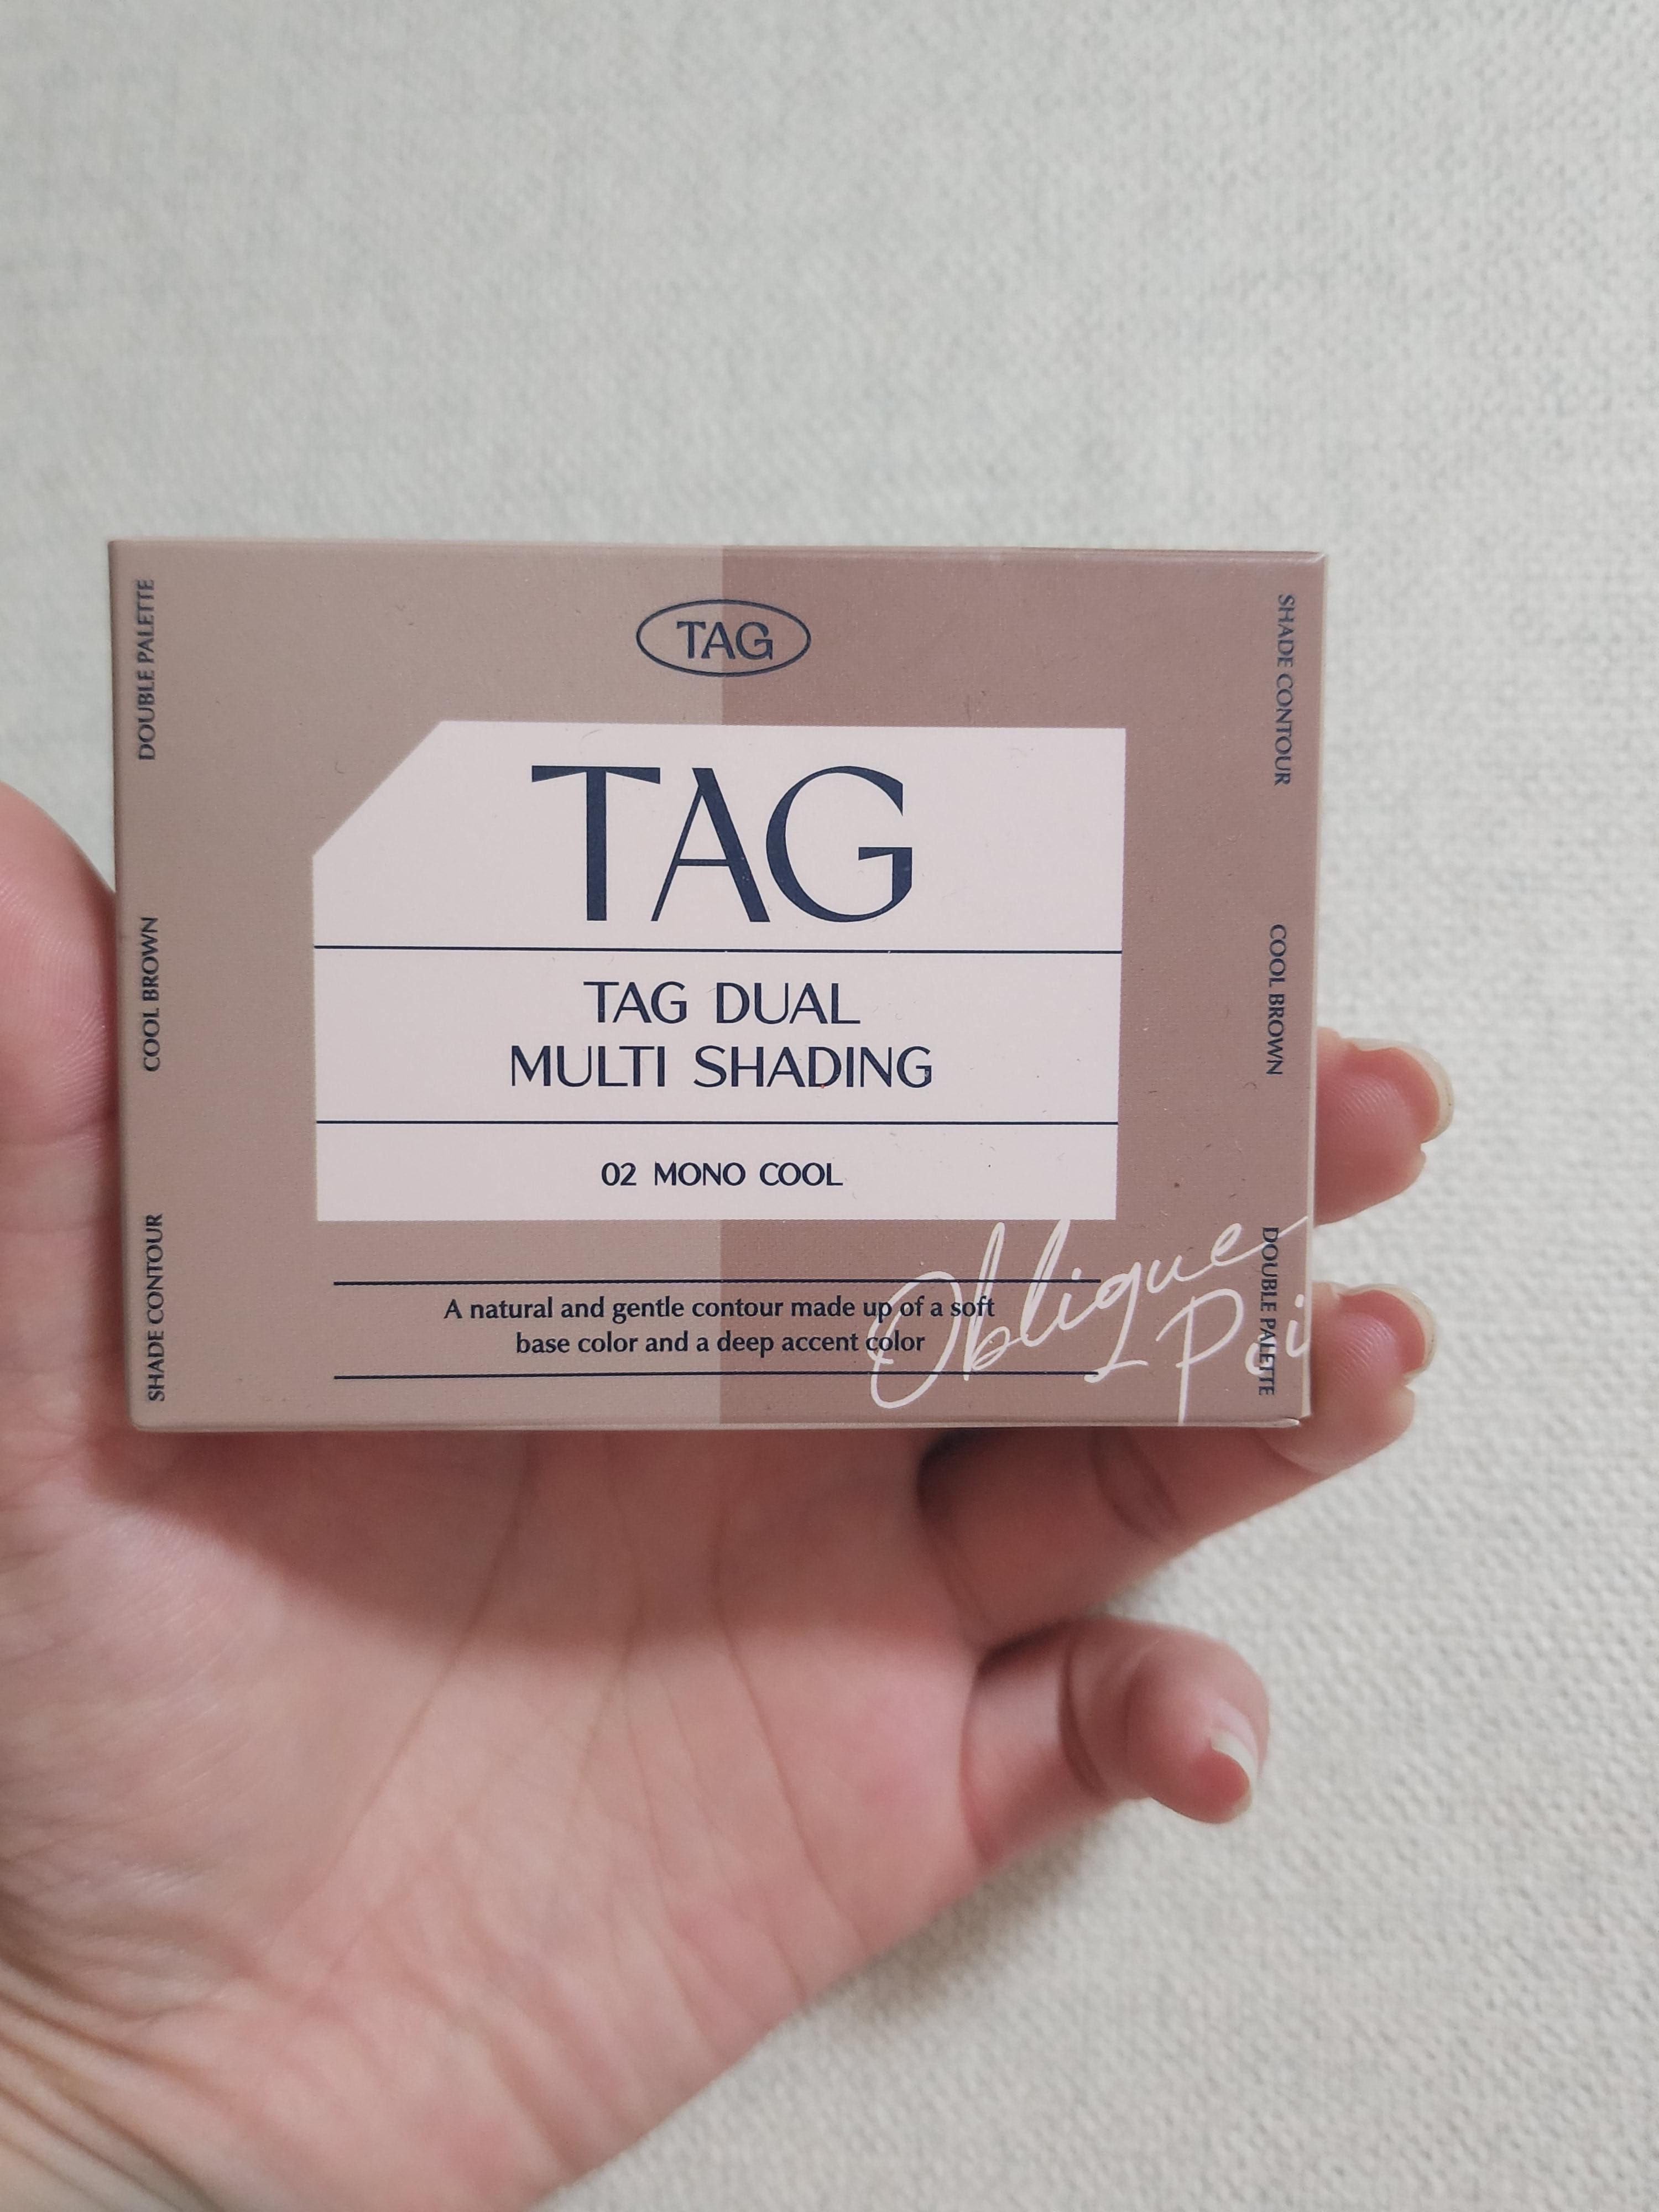 TAG
TAG
TAG DUAL
MULTI SHADING
02 MONO COOL
A natural and gentle contour made up of a soft
base color and a deep accent color
Oblique
DOUBLE PALETTE
COOL BROWN
SHADE CONTOUR
SHADE CONTOUR
COOL BROWN
DOUBLE PALETTE